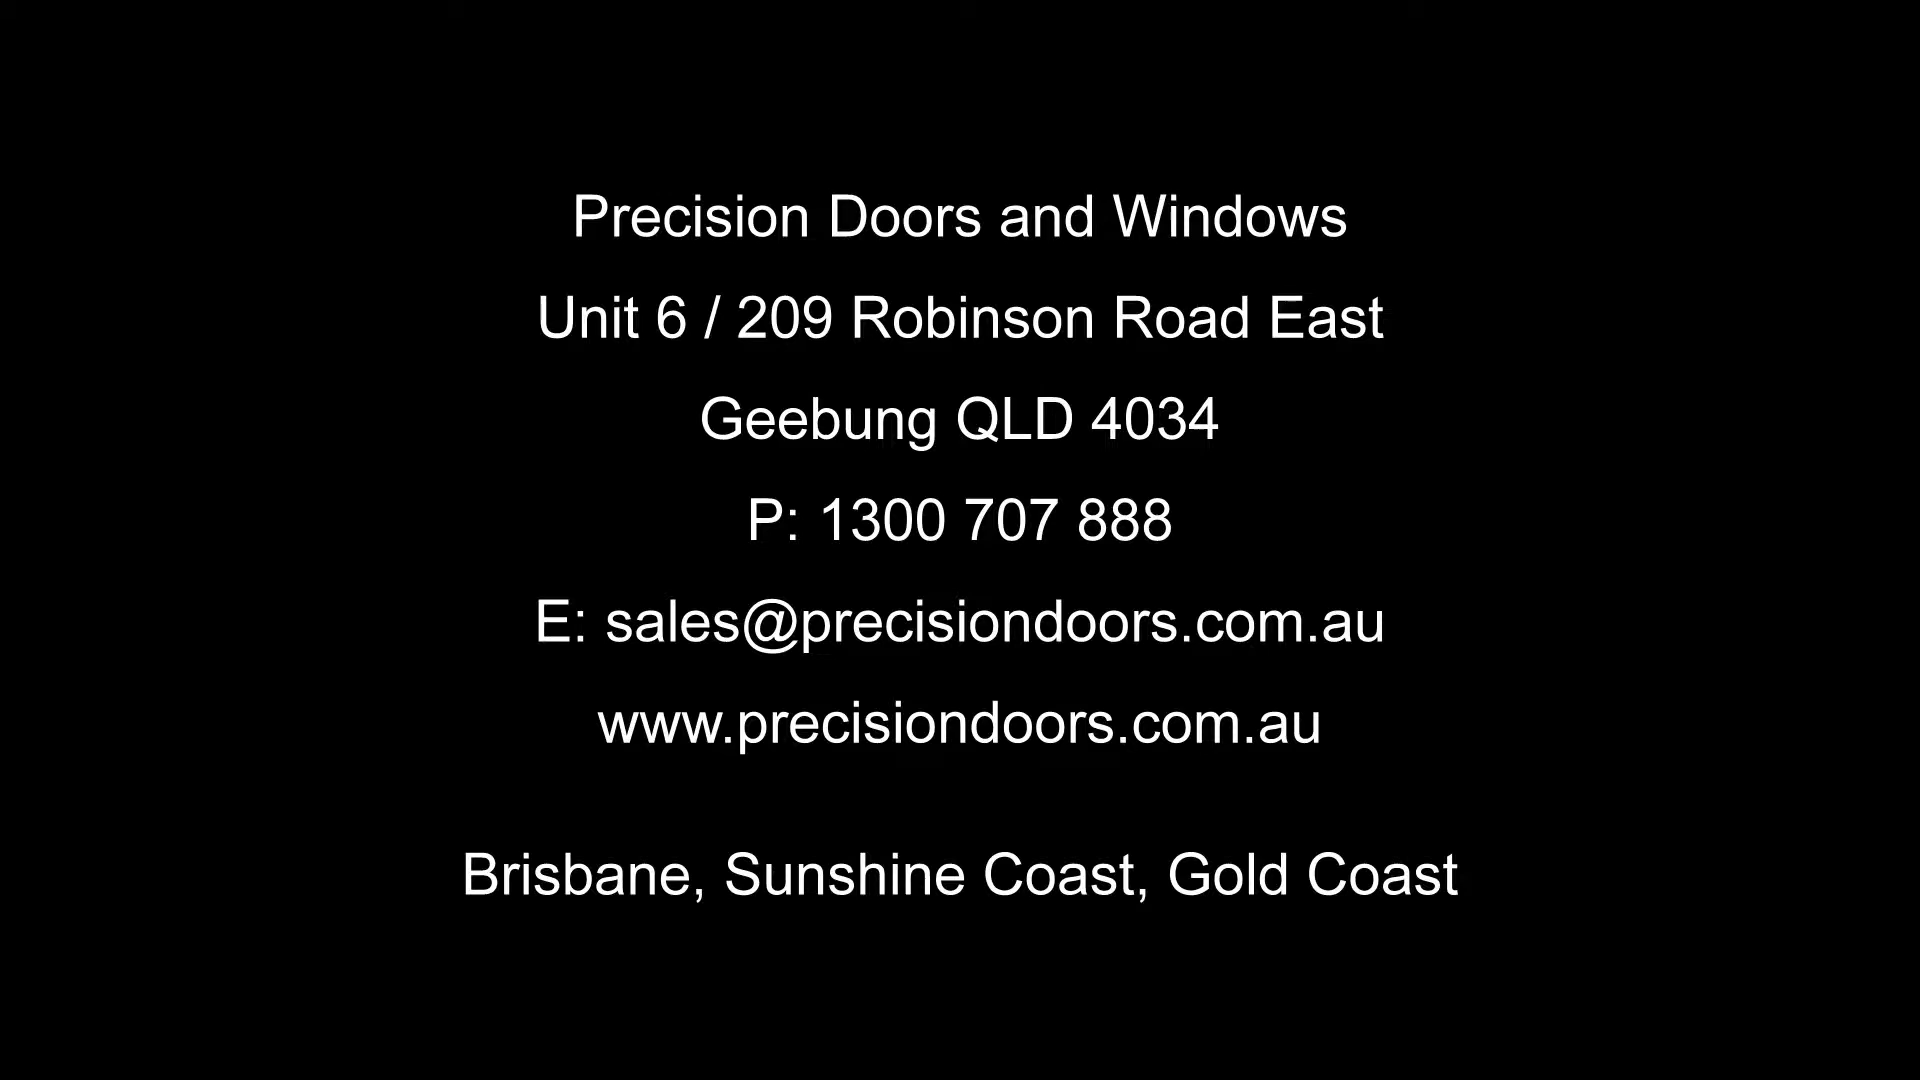 Precision Doors and Windows
Unit 6 / 209 Robinson Road East
Geebung QLD 4034
P: 1300 707 888
E: sales@precisiondoors.com.au
www.precisiondoors.com.au
Brisbane, Sunshine Coast, Gold Coast